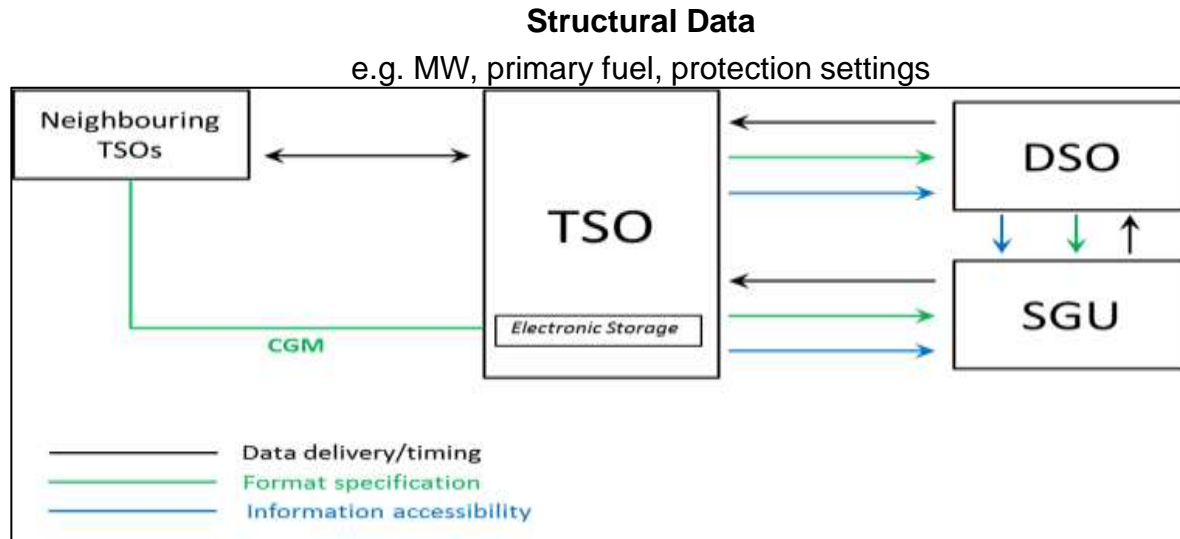 Structural Data
e.g. MW, primary fuel, protection settings
Neighbouring
TSOs
TSO
DSO
SGU
Electronic Storage
CGM
Data delivery/timing
Format specification
Information accessibility